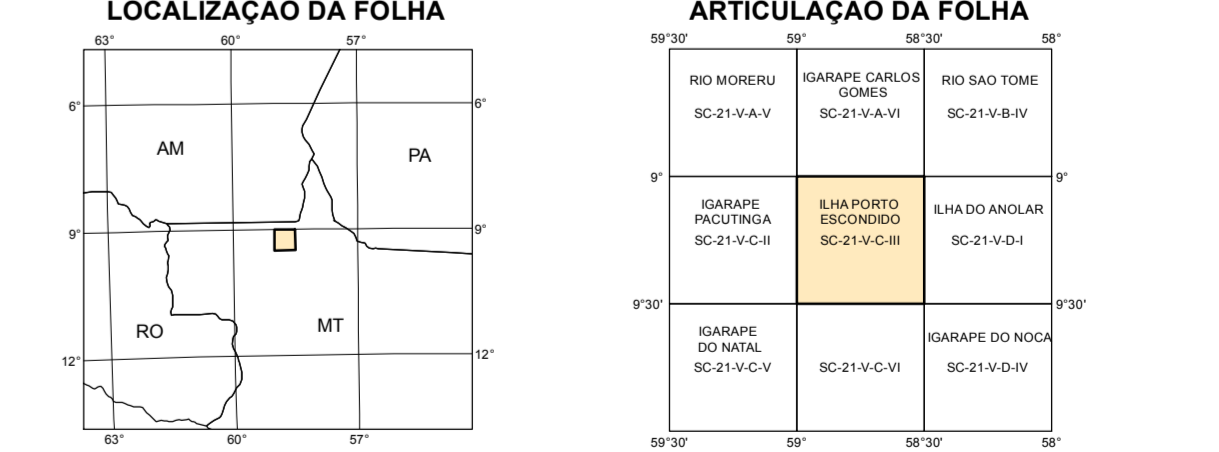 LOCALIZAÇÃO DA FOLHA
63°
60°
57°
6°
6°
AM
PA
9°
9°
RO
MT
12°
12°
63°
60°
57°
ARTICULAÇÃO DA FOLHA
59°30'
59°
58°30'
58°
RIO MORERU
SC-21-V-A-V
IGARAPE CARLOS
GOMES
SC-21-V-A-VI
RIO SAO TOME
SC-21-V-B-IV
9°
9°
IGARAPE
PACUTINGA
SC-21-V-C-II
ILHA PORTO
ESCONDIDO
SC-21-V-C-III
ILHA DO ANOLAR
SC-21-V-D-I
9°30'
9°30'
IGARAPE
DO NATAL
SC-21-V-C-V
SC-21-V-C-VI
IGARAPE DO NOCA
SC-21-V-D-IV
59°30'
59°
58°30'
58°